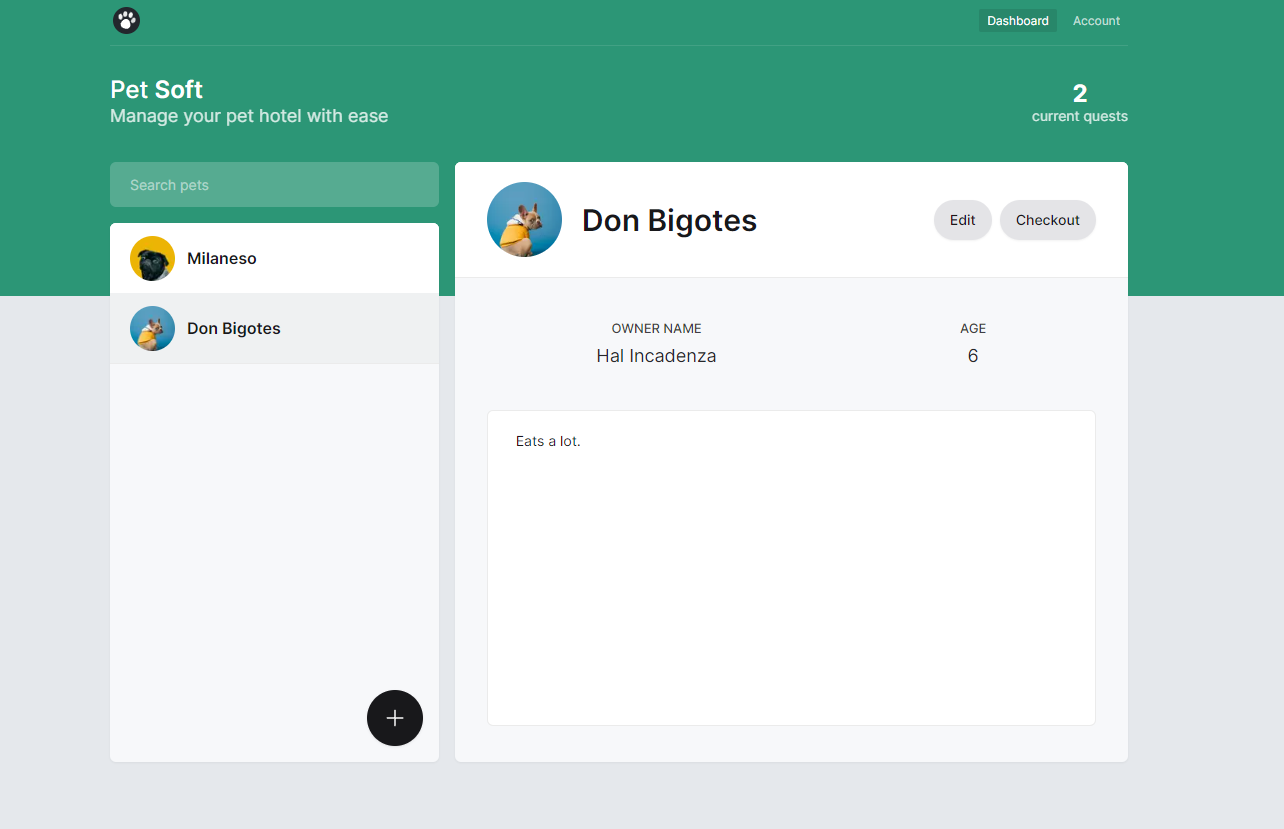 Dashboard
Account
Pet Soft
Manage your pet hotel with ease
2
current quests
Search pets
Milaneso
Don Bigotes
Don Bigotes
Edit
Checkout
OWNER NAME
Hal Incadenza
AGE
6
Eats a lot.